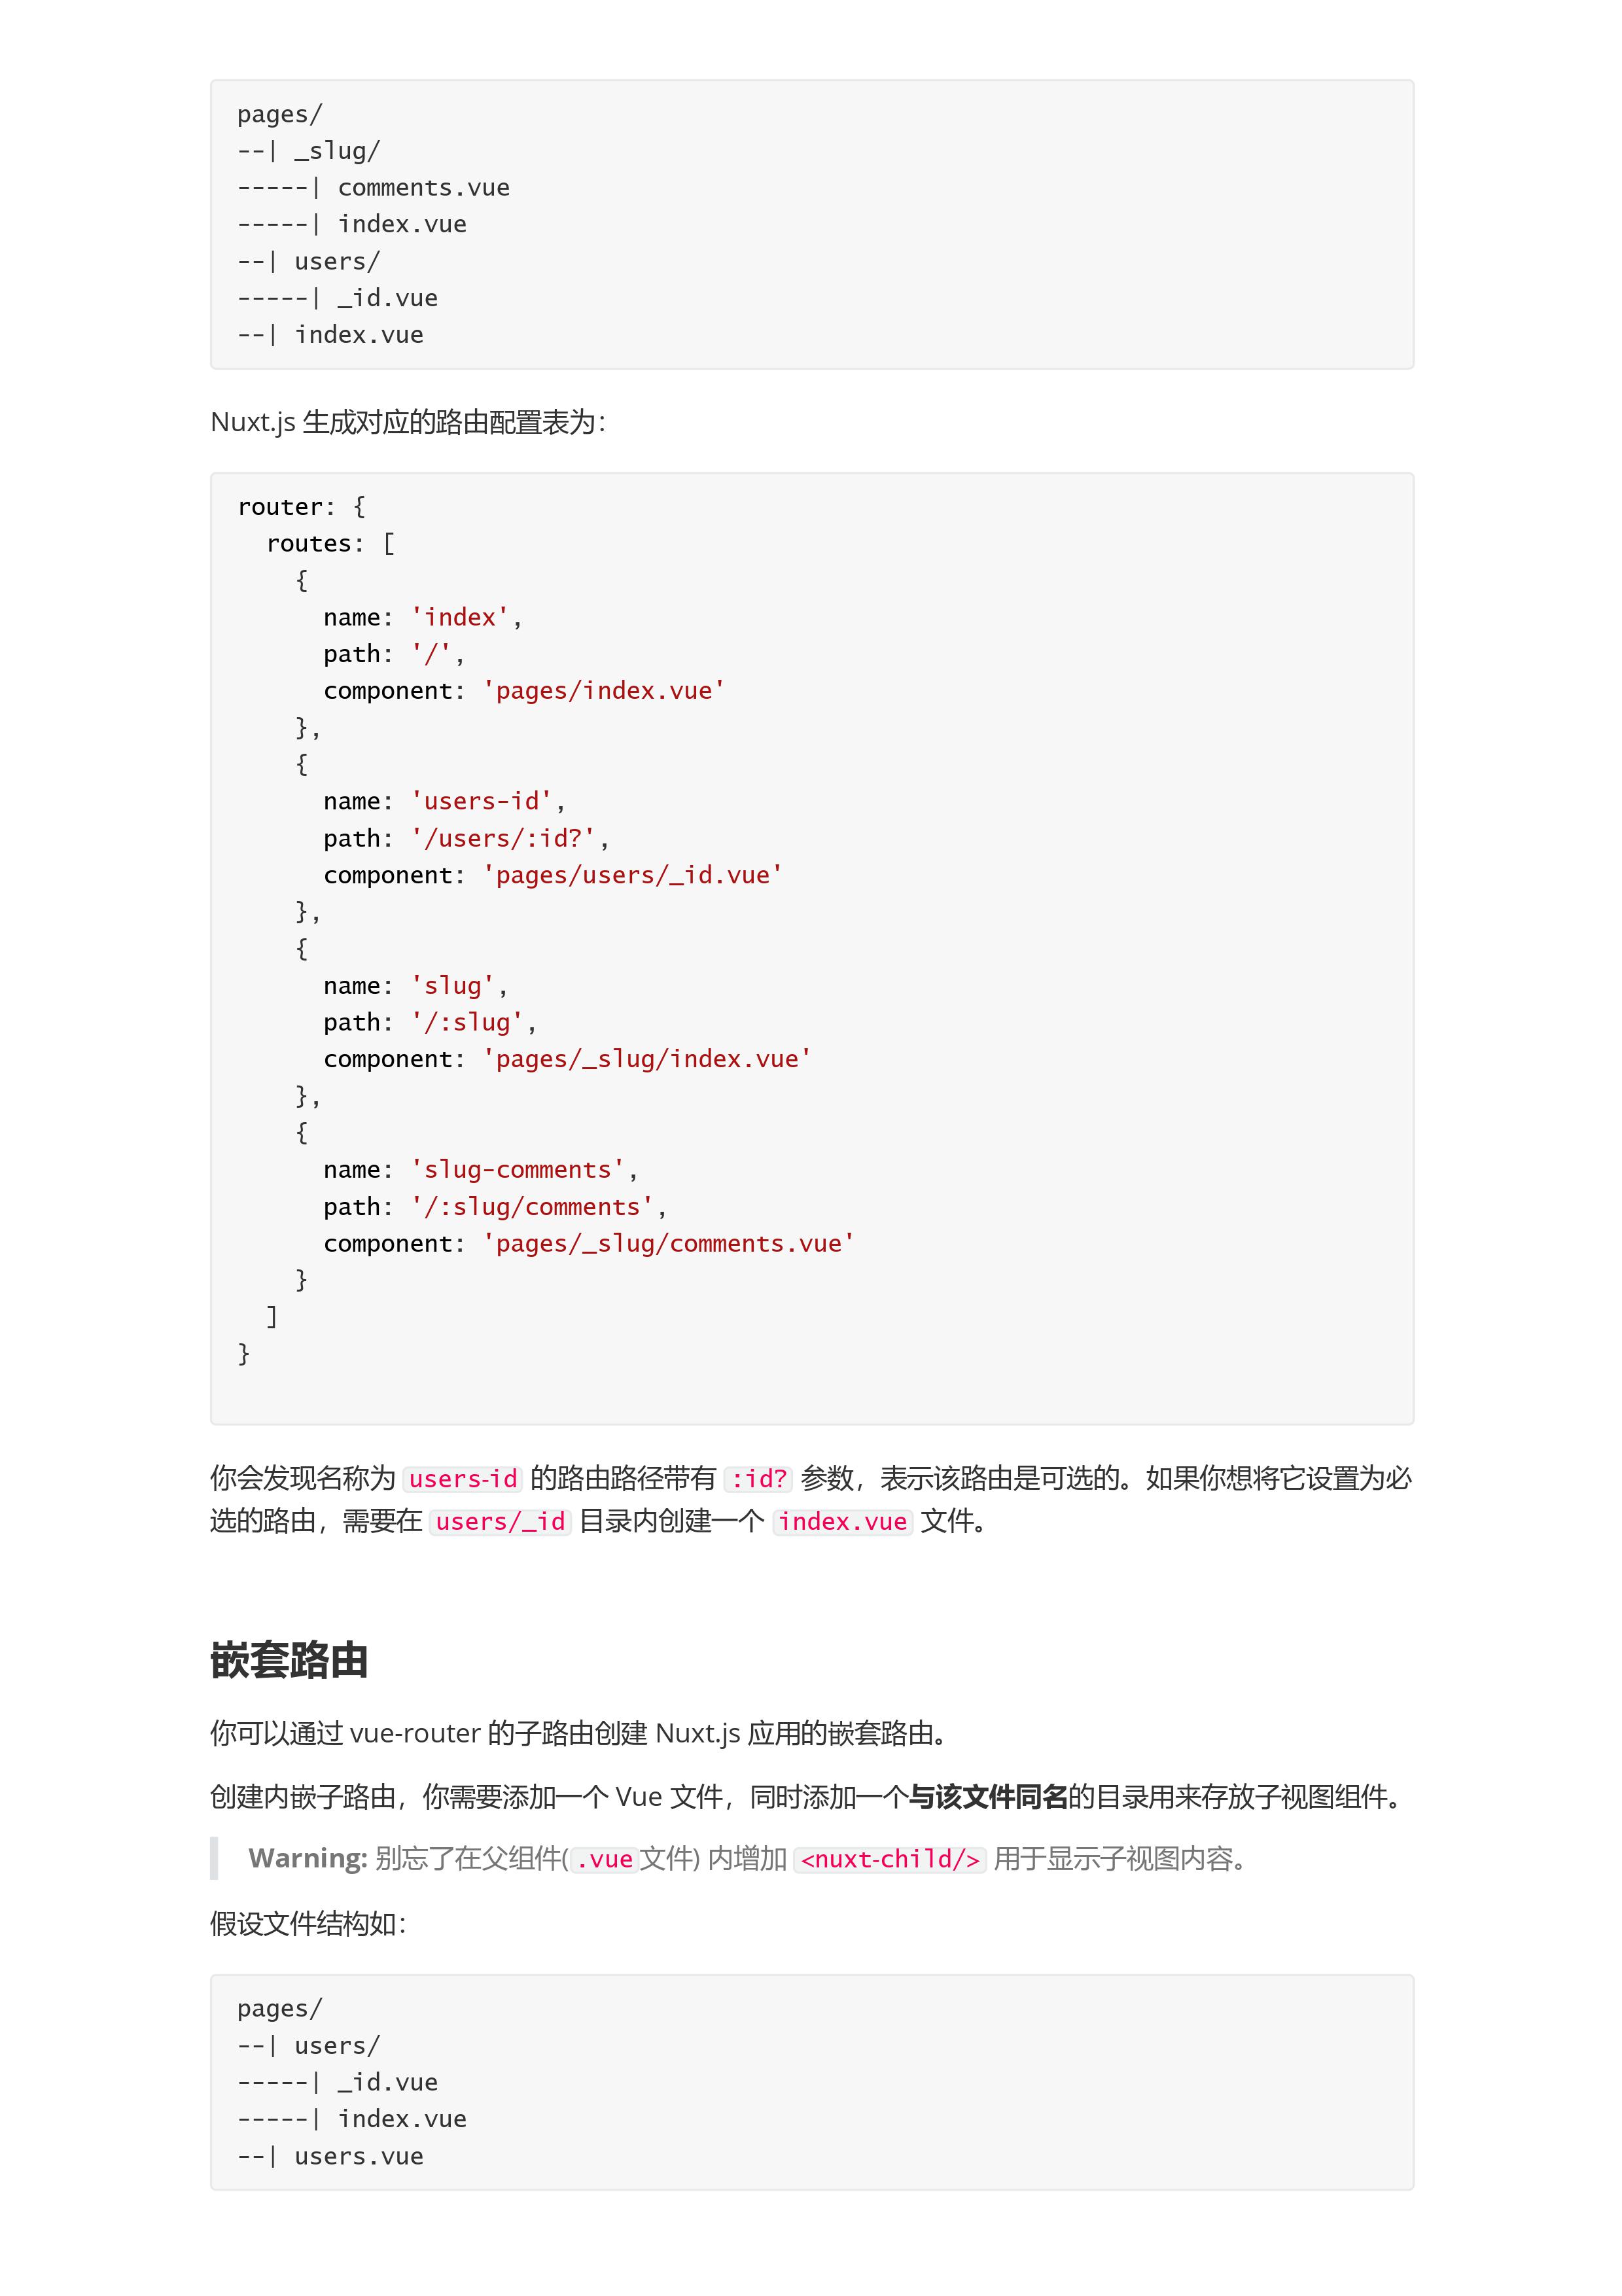 pages/
--| _slug/
-----| comments.vue
-----| index.vue
--| users/
-----| _id.vue
--| index.vue
Nuxt.js 生成对应的路由配置表为：
router: {
  routes: [
    {
      name: 'index',
      path: '/',
      component: 'pages/index.vue'
    },
    {
      name: 'users-id',
      path: '/users/:id?',
      component: 'pages/users/_id.vue'
    },
    {
      name: 'slug',
      path: '/:slug',
      component: 'pages/_slug/index.vue'
    },
    {
      name: 'slug-comments',
      path: '/:slug/comments',
      component: 'pages/_slug/comments.vue'
    }
  ]
}
你会发现名称为 users-id 的路由路径带有 :id? 参数，表示该路由是可选的。如果你想将它设置为必
选的路由，需要在 users/_id 目录内创建一个 index.vue 文件。
嵌套路由
你可以通过 vue-router 的子路由创建 Nuxt.js 应用的嵌套路由。
创建内嵌子路由，你需要添加一个 Vue 文件，同时添加一个与该文件同名的目录用来存放子视图组件。
Warning: 别忘了在父组件(.vue文件) 内增加 <nuxt-child/> 用于显示子视图内容。
假设文件结构如：
pages/
--| users/
-----| _id.vue
-----| index.vue
--| users.vue